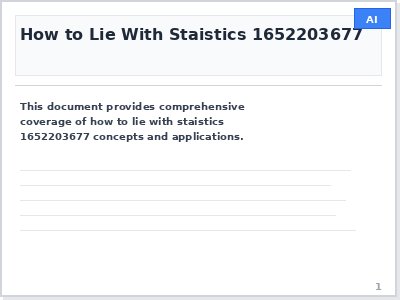 How to Lie With Staistics 1652203677
AI
This document provides comprehensive
coverage of how to lie with staistics
1652203677 concepts and applications.
1